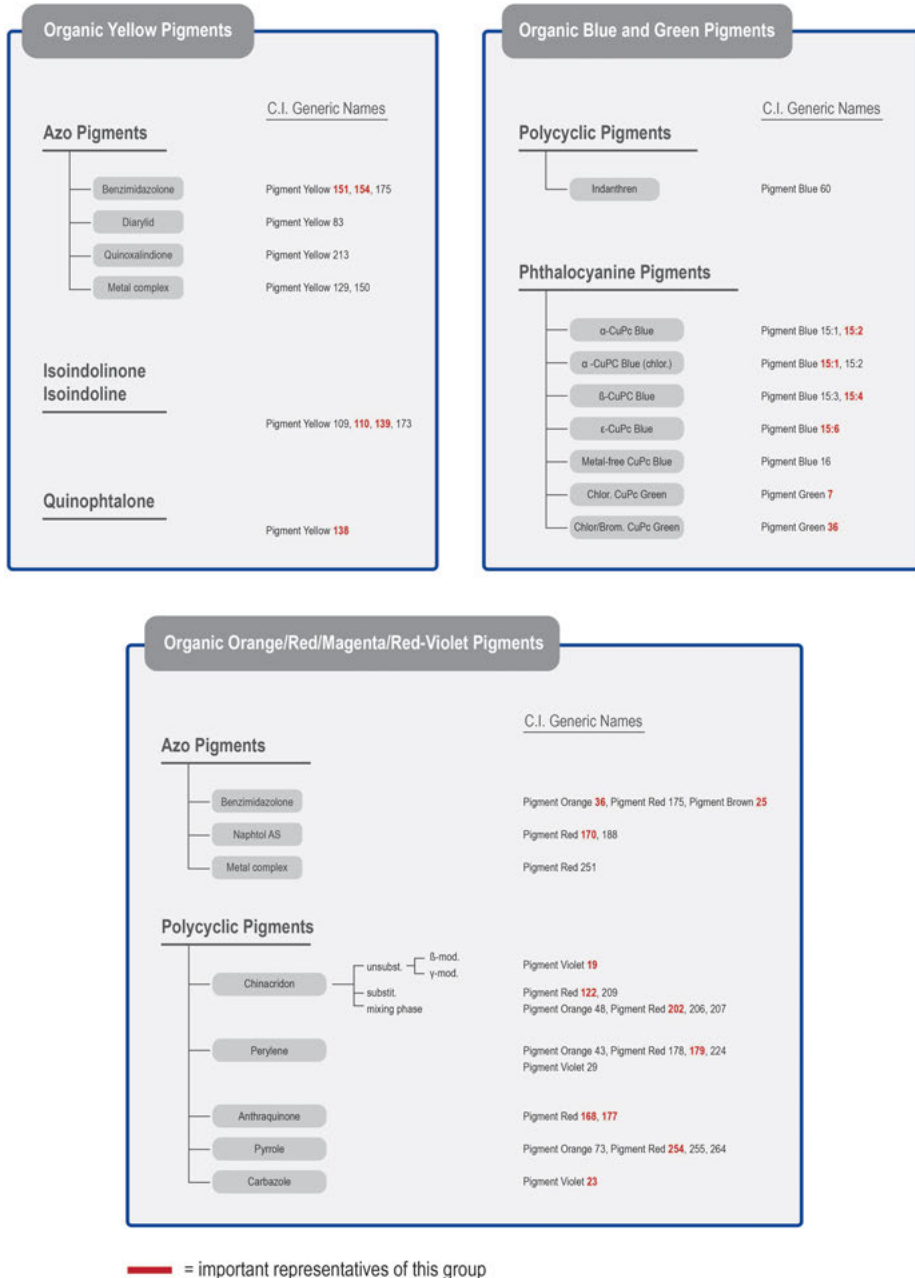 Organic Yellow Pigments
C.I. Generic Names
Azo Pigments
Benzimidazolone Pigment Yellow 151, 154, 175
Diarylid Pigment Yellow 83
Quinoxalindione Pigment Yellow 213
Metal complex Pigment Yellow 129, 150
Isoindolinone
Isoindoline
Pigment Yellow 109, 110, 139, 173
Quinophtalone
Pigment Yellow 138
Organic Blue and Green Pigments
C.I. Generic Names
Polycyclic Pigments
Indanthren Pigment Blue 60
Phthalocyanine Pigments
α-CuPc Blue Pigment Blue 15:1, 15:2
α -CuPC Blue (chlor.) Pigment Blue 15:1, 15:2
ß-CuPC Blue Pigment Blue 15:3, 15:4
ε-CuPc Blue Pigment Blue 15:6
Metal-free CuPc Blue Pigment Blue 16
Chlor. CuPc Green Pigment Green 7
Chlor/Brom. CuPc Green Pigment Green 36
Organic Orange/Red/Magenta/Red-Violet Pigments
C.I. Generic Names
Azo Pigments
Benzimidazolone Pigment Orange 36, Pigment Red 175, Pigment Brown 25
Naphtol AS Pigment Red 170, 188
Metal complex Pigment Red 251
Polycyclic Pigments
Chinacridon
unsubst. ß-mod. Pigment Violet 19
γ-mod.
substit. Pigment Red 122, 209
mixing phase Pigment Orange 48, Pigment Red 202, 206, 207
Perylene Pigment Orange 43, Pigment Red 178, 179, 224
Pigment Violet 29
Anthraquinone Pigment Red 168, 177
Pyrrole Pigment Orange 73, Pigment Red 254, 255, 264
Carbazole Pigment Violet 23
= important representatives of this group